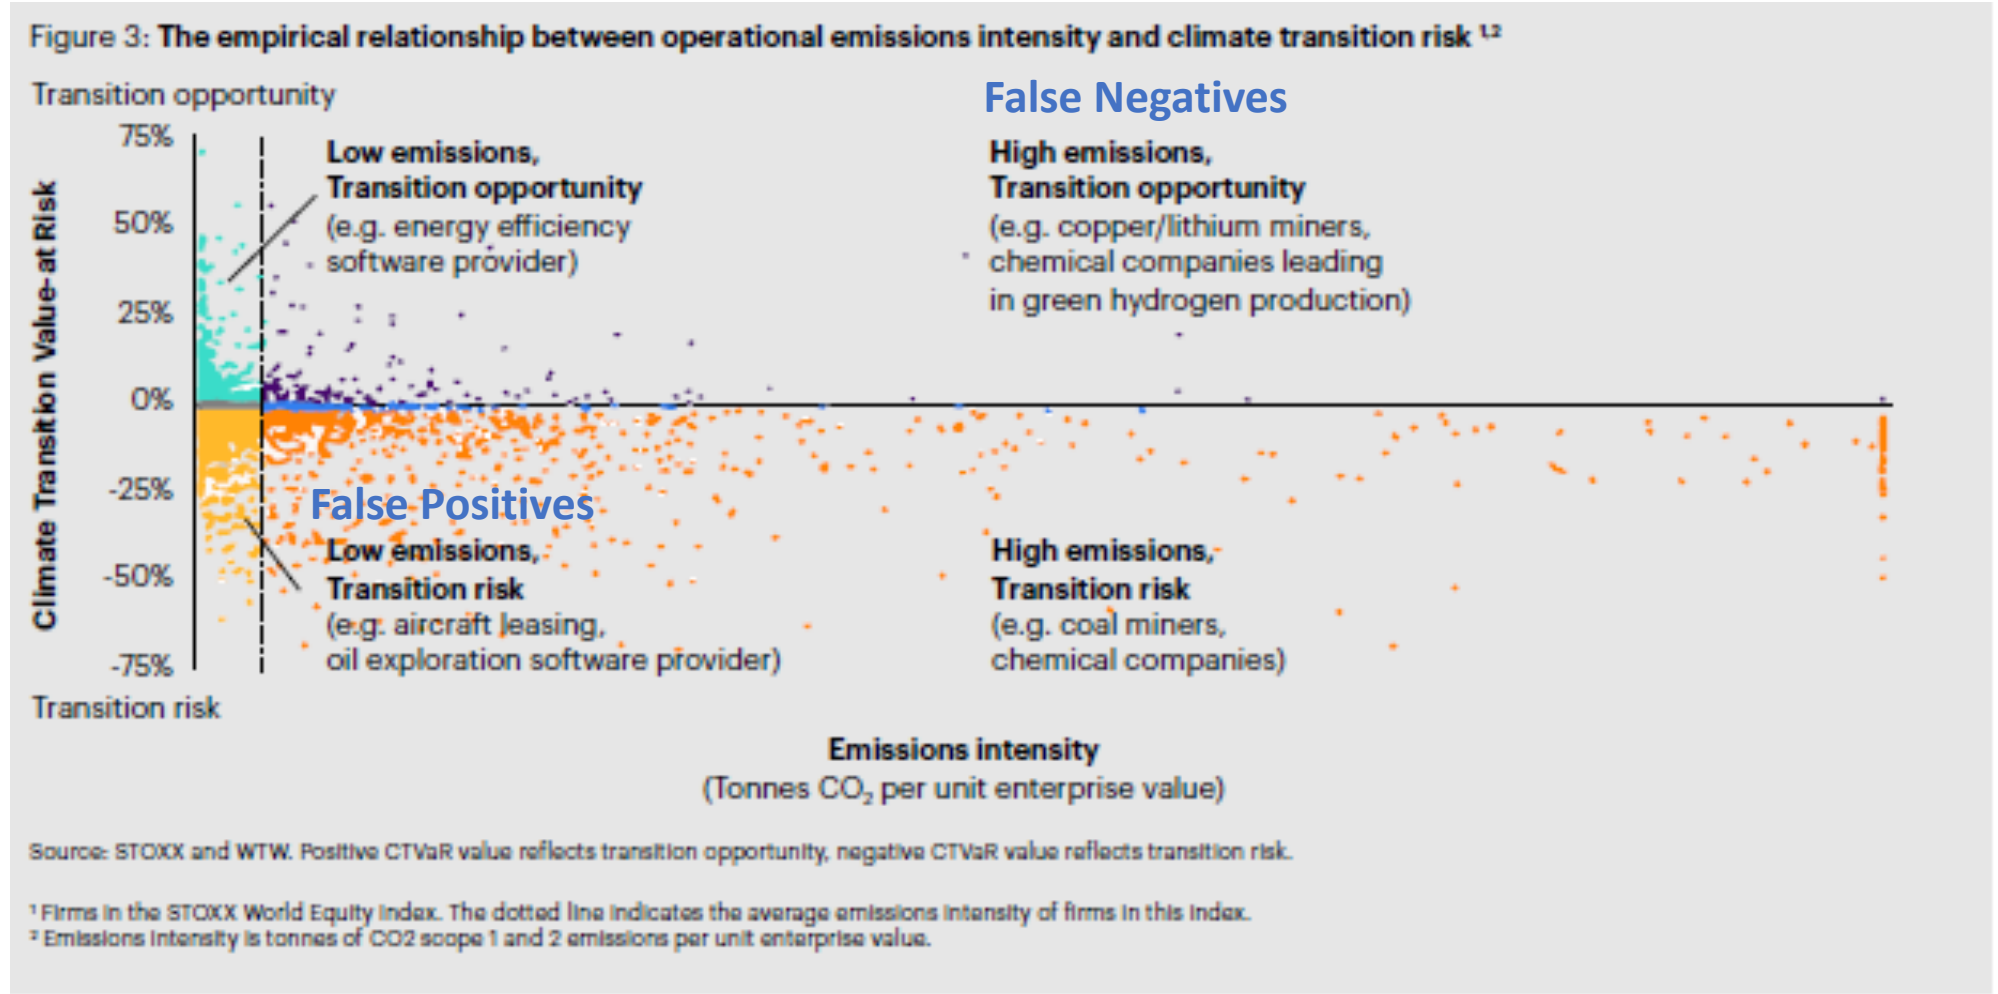 Figure 3: The empirical relationship between operational emissions intensity and climate transition risk ¹,²
Transition opportunity
False Negatives
75%
50%
25%
0%
-25%
-50%
-75%
Climate Transition Value-at Risk
Low emissions,
Transition opportunity
(e.g. energy efficiency
software provider)
High emissions,
Transition opportunity
(e.g. copper/lithium miners,
chemical companies leading
in green hydrogen production)
False Positives
Low emissions,
Transition risk
(e.g. aircraft leasing,
oil exploration software provider)
High emissions,
Transition risk
(e.g. coal miners,
chemical companies)
Transition risk
Emissions intensity
(Tonnes CO₂ per unit enterprise value)
Source: STOXX and WTW. Positive CTVaR value reflects transition opportunity, negative CTVaR value reflects transition risk.
¹ Firms in the STOXX World Equity Index. The dotted line indicates the average emissions intensity of firms in this index.
² Emissions Intensity is tonnes of CO2 scope 1 and 2 emissions per unit enterprise value.